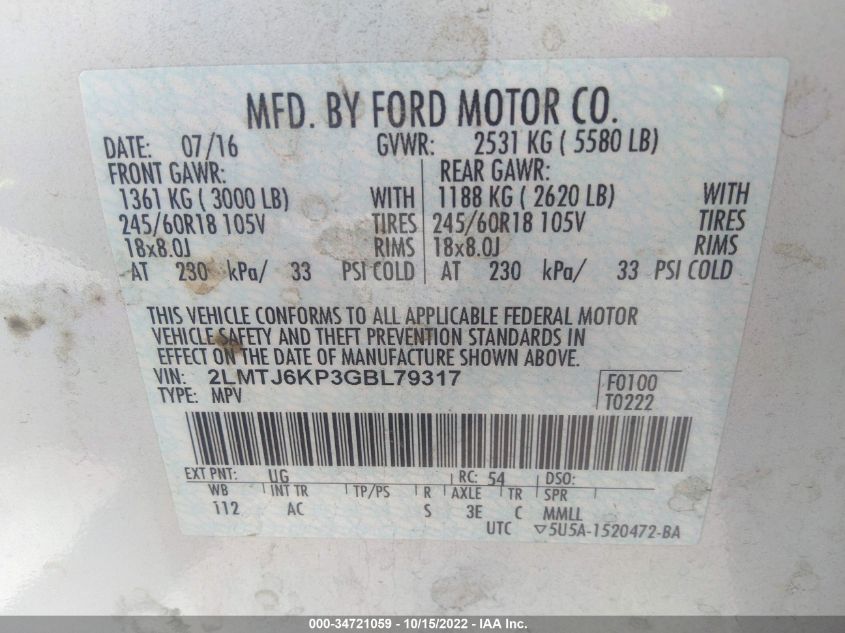 MFD. BY FORD MOTOR CO.
DATE: 07/16 GVWR: 2531 KG ( 5580 LB)
FRONT GAWR: REAR GAWR:
1361 KG ( 3000 LB) WITH 1188 KG ( 2620 LB) WITH
245/60R18 105V TIRES 245/60R18 105V TIRES
18x8.0J RIMS 18x8.0J RIMS
AT 230 kPa/ 33 PSI COLD AT 230 kPa/ 33 PSI COLD
THIS VEHICLE CONFORMS TO ALL APPLICABLE FEDERAL MOTOR
VEHICLE SAFETY AND THEFT PREVENTION STANDARDS IN
EFFECT ON THE DATE OF MANUFACTURE SHOWN ABOVE.
VIN: 2LMTJ6KP3GBL79317 F0100
TYPE: MPV T0222
EXT PNT: UG RC: 54 DSO:
WB INT TR TP/PS R AXLE TR SPR
112 AC S 3E C MMLL
UTC ▽5U5A-1520472-BA
000-34721059 - 10/15/2022 - IAA Inc.